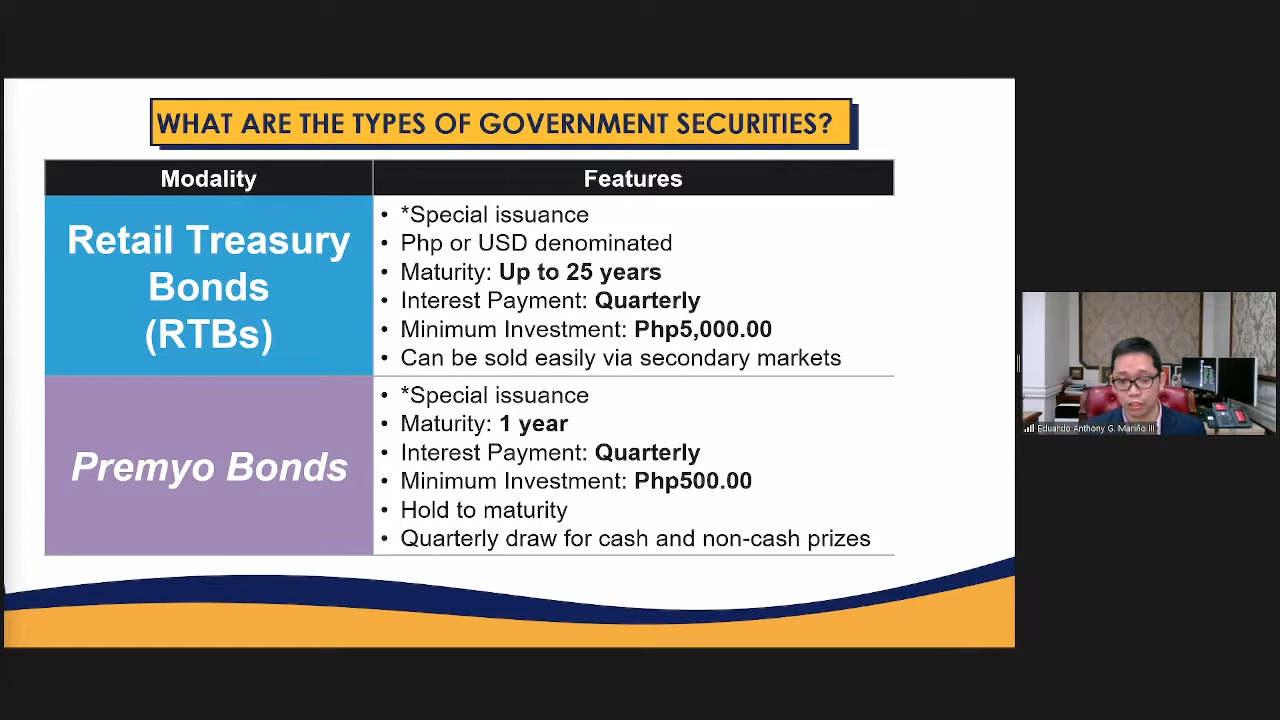 WHAT ARE THE TYPES OF GOVERNMENT SECURITIES?
Modality
Features
Retail Treasury
Bonds
(RTBs)
• *Special issuance
• Php or USD denominated
• Maturity: Up to 25 years
• Interest Payment: Quarterly
• Minimum Investment: Php5,000.00
• Can be sold easily via secondary markets
Premyo Bonds
• *Special issuance
• Maturity: 1 year
• Interest Payment: Quarterly
• Minimum Investment: Php500.00
• Hold to maturity
• Quarterly draw for cash and non-cash prizes
Eduardo Anthony G. Mariño III